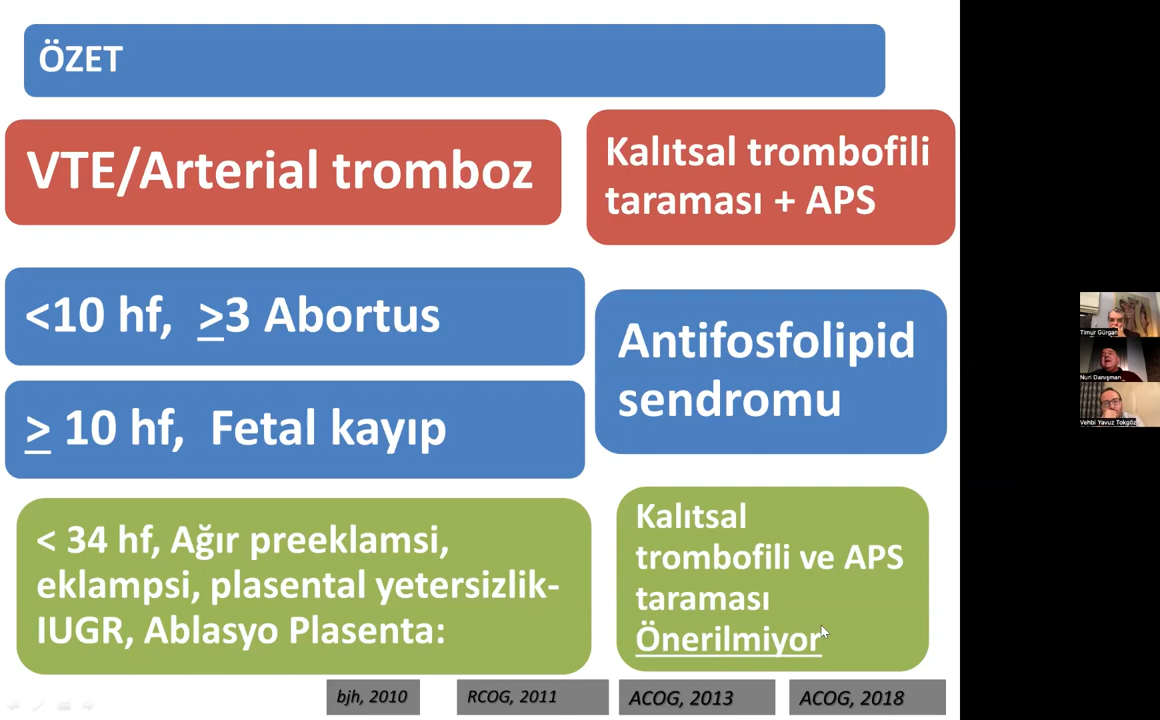 ÖZET
VTE/Arterial tromboz
Kalıtsal trombofili
taraması + APS
<10 hf, ≥3 Abortus
≥ 10 hf, Fetal kayıp
Antifosfolipid
sendromu
< 34 hf, Ağır preeklamsi,
eklampsi, plasental yetersizlik-
IUGR, Ablasyo Plasenta:
Kalıtsal
trombofili ve APS
taraması
Önerilmiyor
bjh, 2010
RCOG, 2011
ACOG, 2013
ACOG, 2018
Timur Gürgan
Nuri Danışman_
Vehbi Yavuz Tokgöz